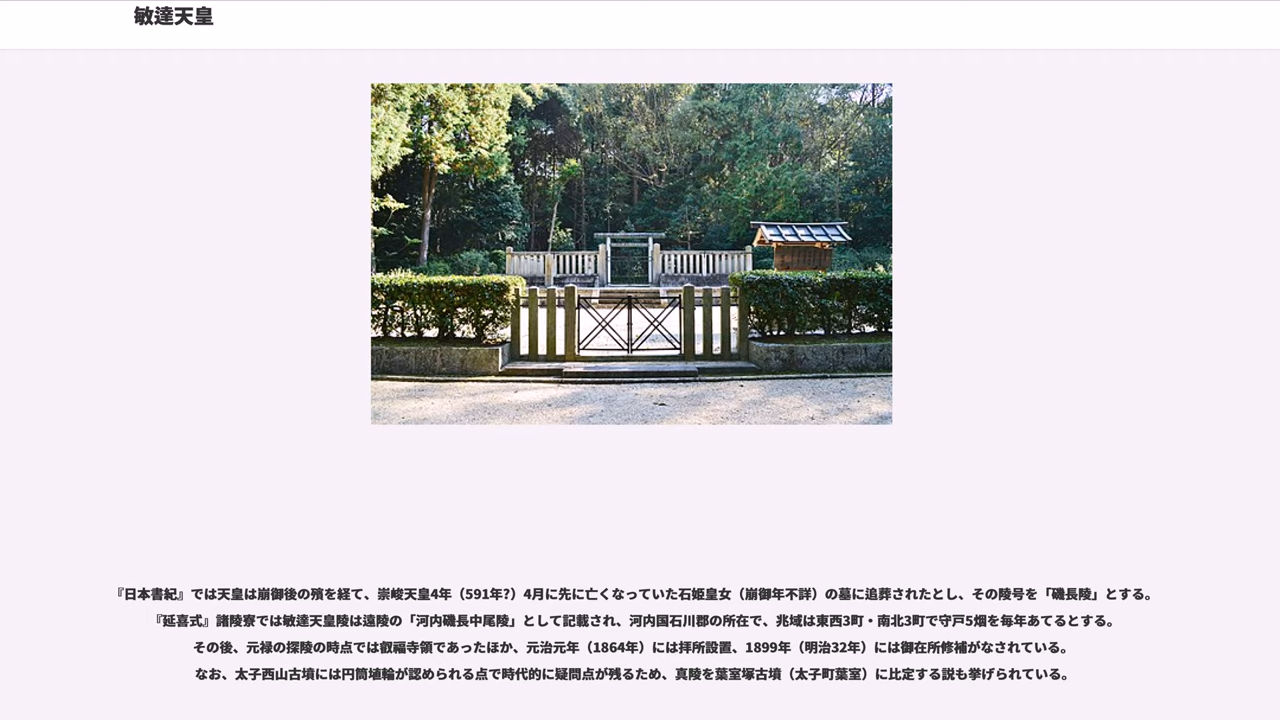 敏達天皇
『日本書紀』では天皇は崩御後の殯を経て、崇峻天皇4年（591年?）4月に先に亡くなっていた石姫皇女（崩御年不詳）の墓に追葬されたとし、その陵号を「磯長陵」とする。
『延喜式』諸陵寮では敏達天皇陵は遠陵の「河内磯長中尾陵」として記載され、河内国石川郡の所在で、兆域は東西3町・南北3町で守戸5烟を毎年あてるとする。
その後、元禄の探陵の時点では叡福寺領であったほか、元治元年（1864年）には拝所設置、1899年（明治32年）には御在所修補がなされている。
なお、太子西山古墳には円筒埴輪が認められる点で時代的に疑問点が残るため、真陵を葉室塚古墳（太子町葉室）に比定する説も挙げられている。